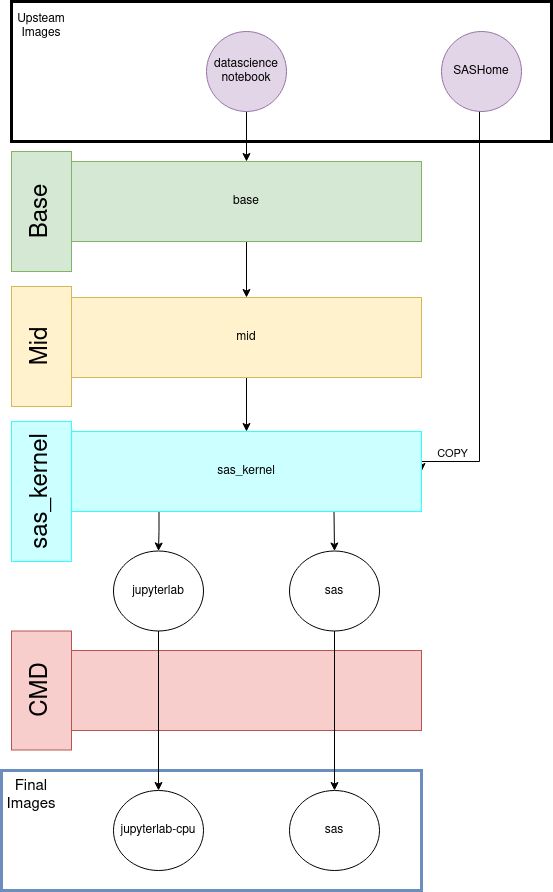 Upsteam
Images
datascience
notebook
SASHome
Base
base
Mid
mid
sas_kernel
sas_kernel
COPY
jupyterlab
sas
CMD
Final
Images
jupyterlab-cpu
sas